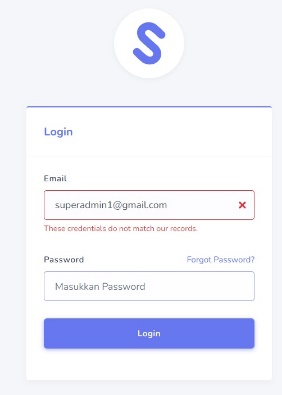 Login
Email
superadmin1@gmail.com
These credentials do not match our records.
Password Forgot Password?
Masukkan Password
Login